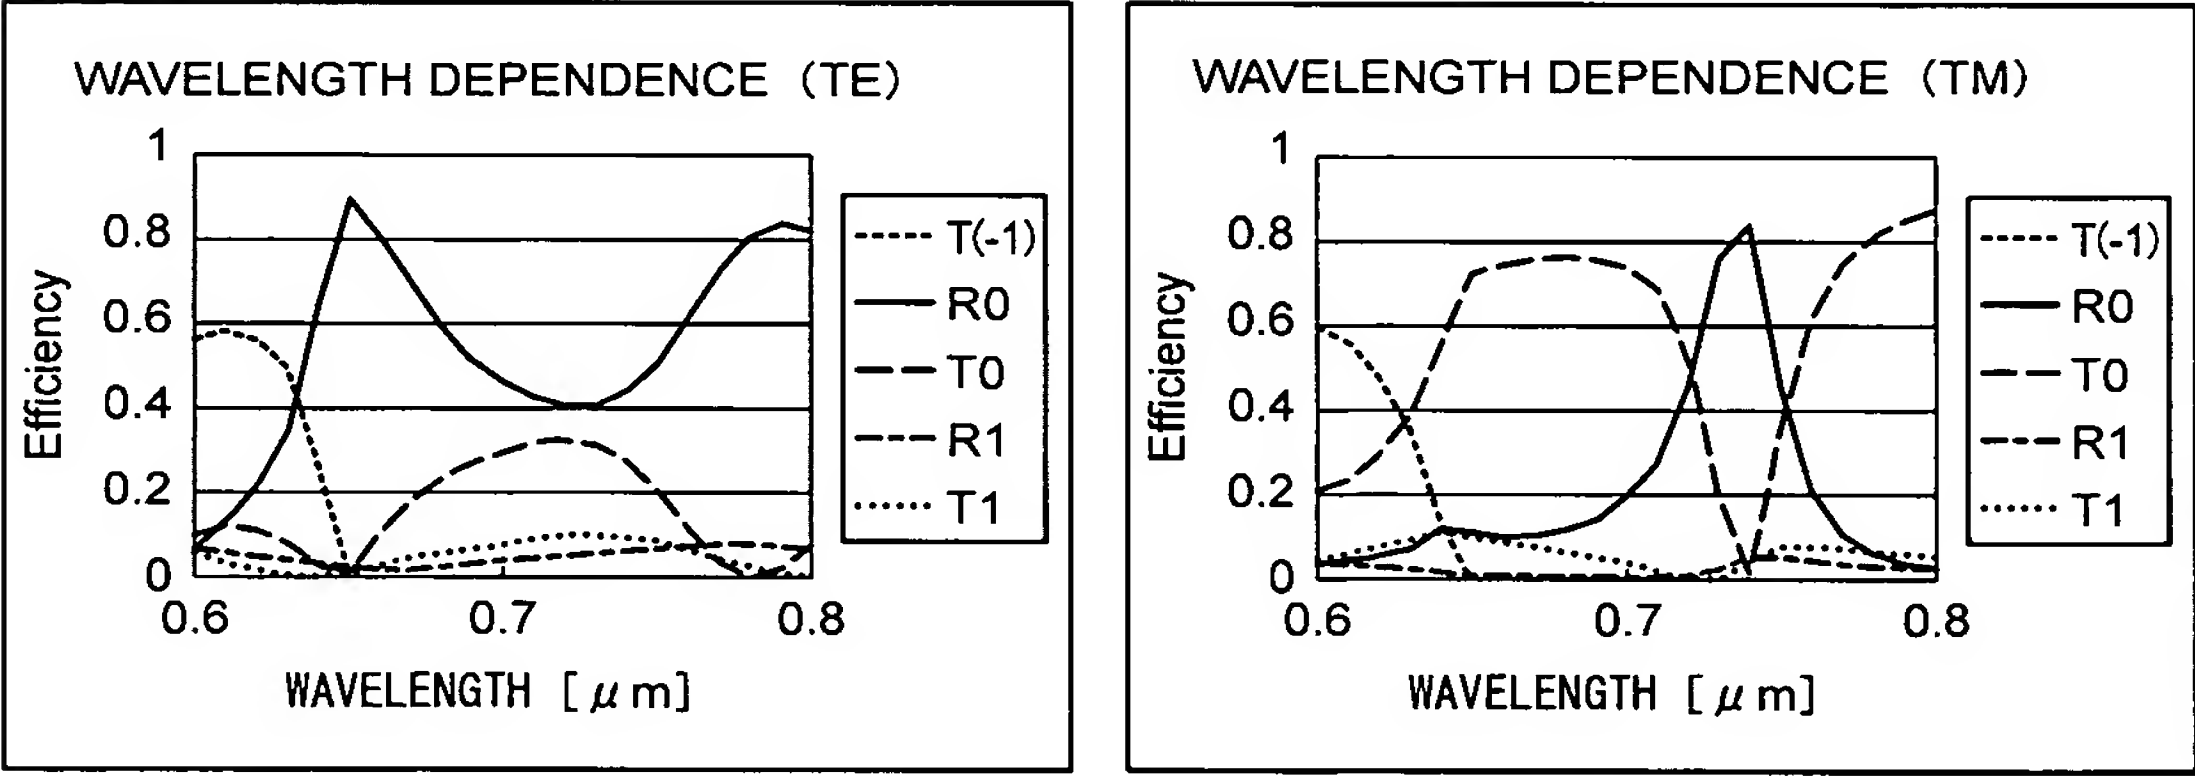 WAVELENGTH DEPENDENCE (TE)
1
0.8
0.6
0.4
0.2
0
Efficiency
0.6 0.7 0.8
WAVELENGTH [μm]
T(-1)
R0
T0
R1
T1
WAVELENGTH DEPENDENCE (TM)
1
0.8
0.6
0.4
0.2
0
Efficiency
0.6 0.7 0.8
WAVELENGTH [μm]
T(-1)
R0
T0
R1
T1